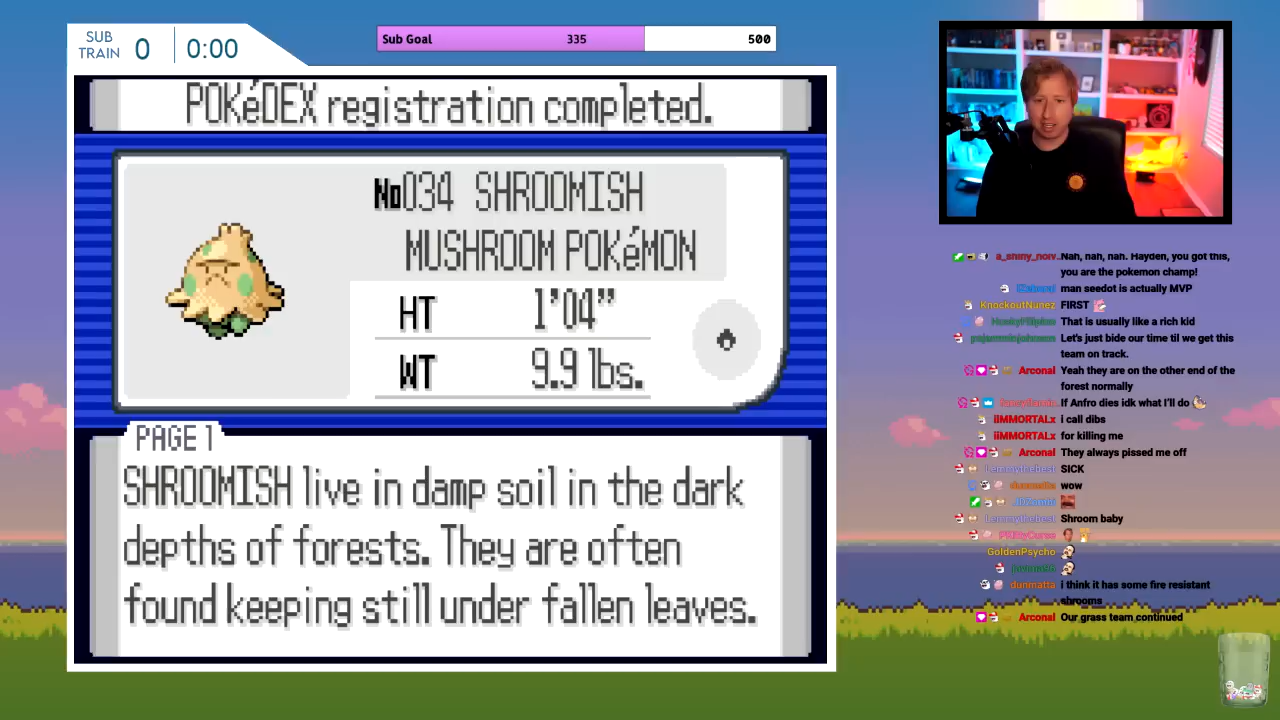 SUB
TRAIN
0
0:00
Sub Goal
335
500
POKéDEX registration completed.
No034 SHROOMISH
MUSHROOM POKéMON
HT 1'04"
WT 9.9 lbs.
PAGE 1
SHROOMISH live in damp soil in the dark
depths of forests. They are often
found keeping still under fallen leaves.
Nah, nah, nah. Hayden, you got this,
you are the pokemon champ!
man seedot is actually MVP
KnockoutNunez FIRST
That is usually like a rich kid
Let's just bide our time til we get this
team on track.
Arconal Yeah they are on the other end of the
forest normally
If Anfro dies idk what I'll do
iiMMORTALx i call dibs
iiMMORTALx for killing me
Arconal They always pissed me off
Lemmythebest SICK
dunmatta wow
Lemmythebest Shroom baby
GoldenPsycho
dunmatta i think it has some fire resistant
shrooms
Arconal Our grass team continued